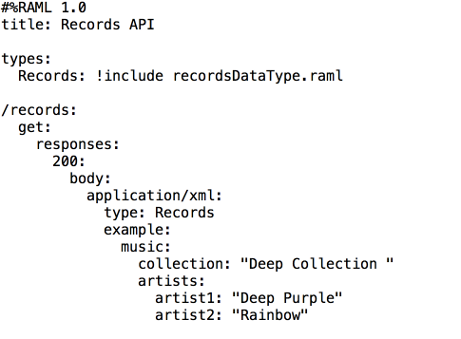 #%RAML 1.0
title: Records API
types:
Records: !include recordsDataType.raml
/records:
get:
responses:
200:
body:
application/xml:
type: Records
example:
music:
collection: "Deep Collection "
artists:
artist1: "Deep Purple"
artist2: "Rainbow"